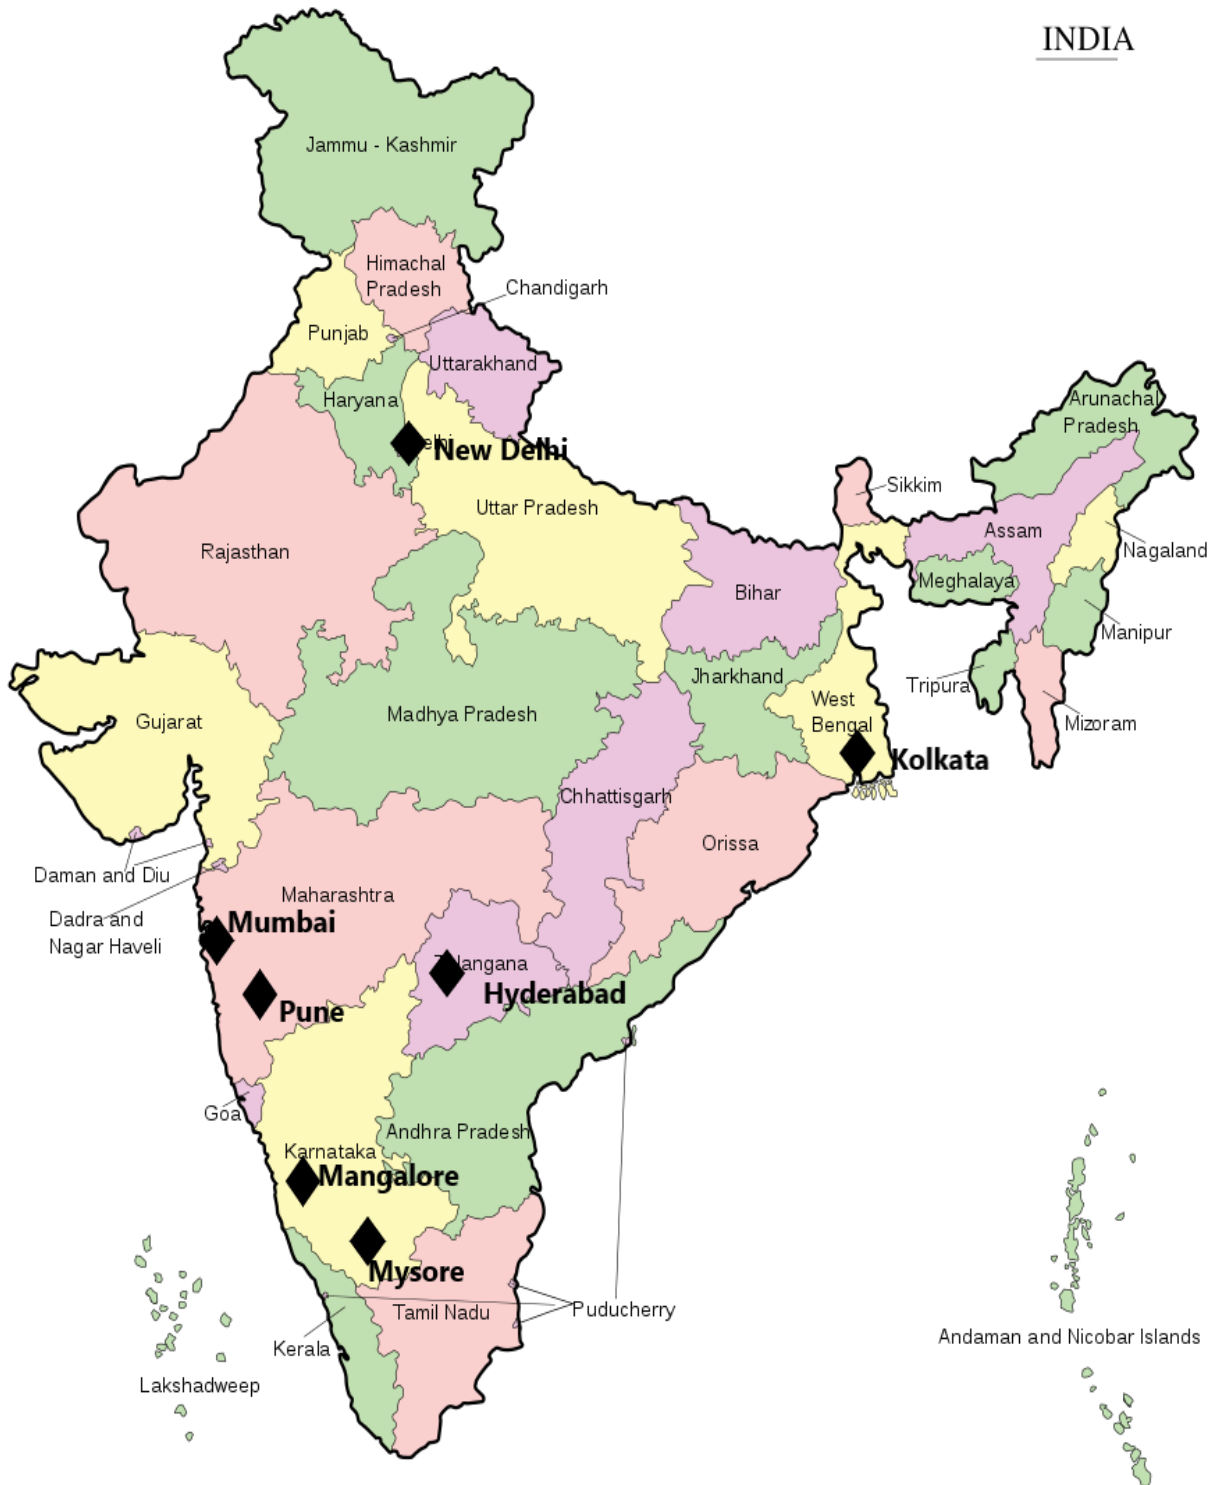 INDIA
Jammu - Kashmir
Himachal
Pradesh
Chandigarh
Punjab
Uttarakhand
Haryana
Arunachal
Pradesh
New Delhi
Sikkim
Uttar Pradesh
Assam
Rajasthan
Nagaland
Meghalaya
Bihar
Manipur
Jharkhand
Tripura
West
Bengal
Madhya Pradesh
Gujarat
Mizoram
Kolkata
Chhattisgarh
Orissa
Daman and Diu
Maharashtra
Dadra and
Nagar Haveli
Mumbai
langana
Hyderabad
Pune
Goa
Andhra Pradesh
Karnataka
Mangalore
Mysore
Puducherry
Tamil Nadu
Andaman and Nicobar Islands
Kerala
Lakshadweep